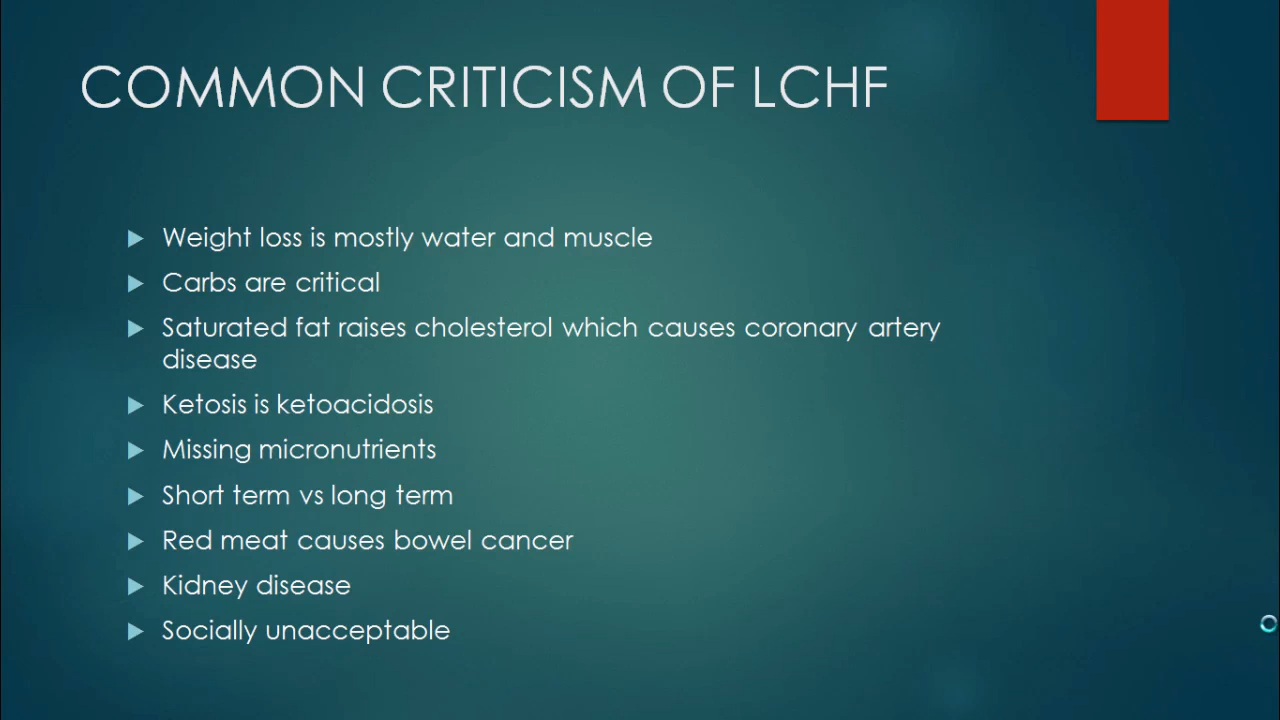 COMMON CRITICISM OF LCHF
Weight loss is mostly water and muscle
Carbs are critical
Saturated fat raises cholesterol which causes coronary artery
disease
Ketosis is ketoacidosis
Missing micronutrients
Short term vs long term
Red meat causes bowel cancer
Kidney disease
Socially unacceptable